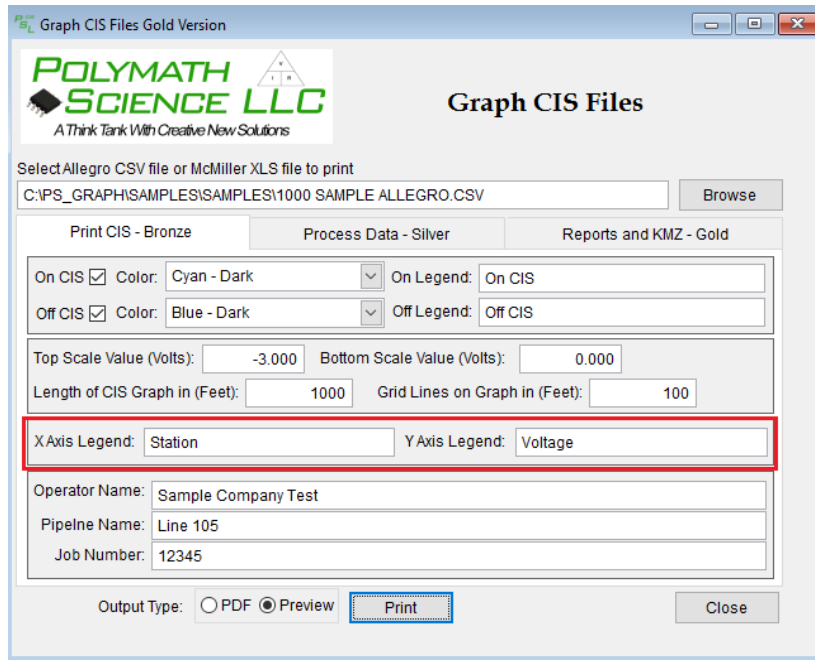 PSL Graph CIS Files Gold Version
POLYMATH
SCIENCE LLC
A Think Tank With Creative New Solutions
V
I R
Graph CIS Files
Select Allegro CSV file or McMiller XLS file to print
C:\PS_GRAPH\SAMPLES\SAMPLES\1000 SAMPLE ALLEGRO.CSV Browse
Print CIS - Bronze Process Data - Silver Reports and KMZ - Gold
On CIS Color: Cyan - Dark On Legend: On CIS
Off CIS Color: Blue - Dark Off Legend: Off CIS
Top Scale Value (Volts): -3.000 Bottom Scale Value (Volts): 0.000
Length of CIS Graph in (Feet): 1000 Grid Lines on Graph in (Feet): 100
X Axis Legend: Station Y Axis Legend: Voltage
Operator Name: Sample Company Test
Pipelne Name: Line 105
Job Number: 12345
Output Type: PDF Preview Print Close